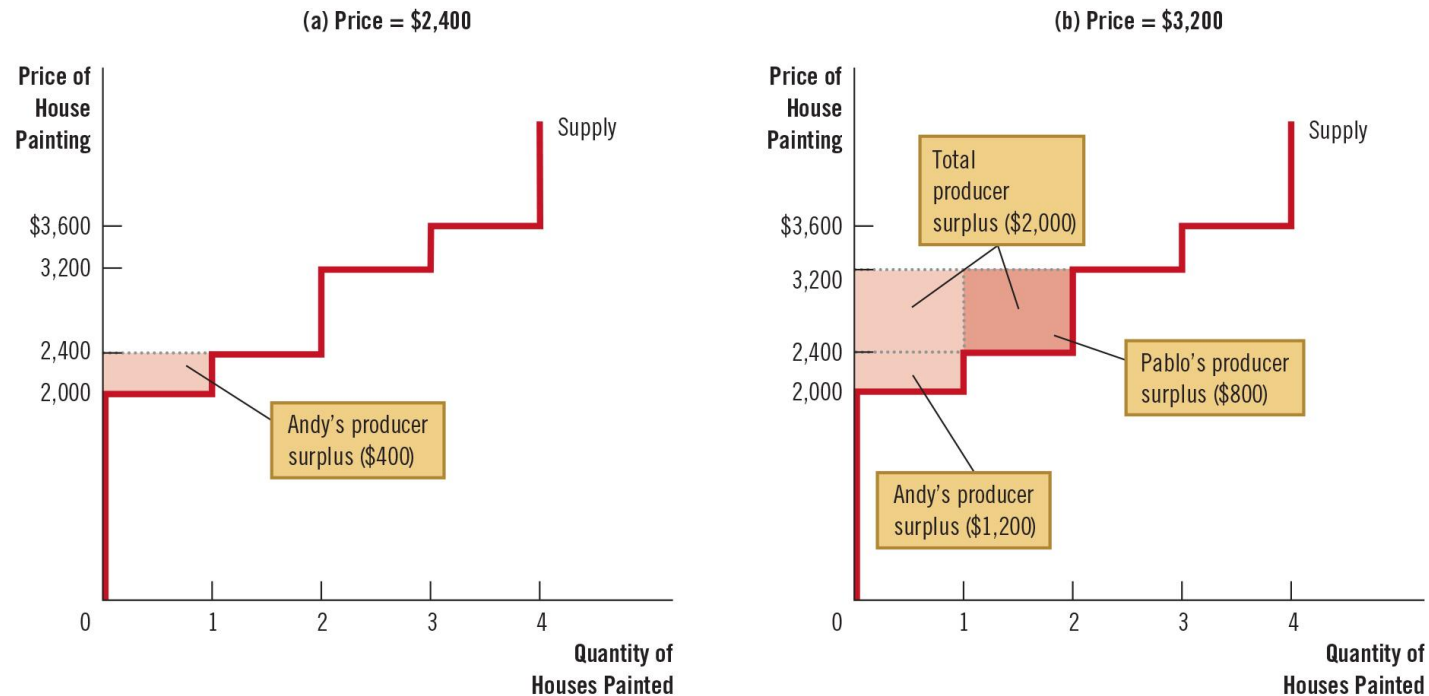 (a) Price = $2,400
Price of
House
Painting
Supply
$3,600
3,200
2,400
2,000
Andy's producer
surplus ($400)
0
1
2
3
4
Quantity of
Houses Painted
(b) Price = $3,200
Price of
House
Painting
Supply
Total
producer
surplus ($2,000)
$3,600
3,200
2,400
2,000
Pablo's producer
surplus ($800)
Andy's producer
surplus ($1,200)
0
1
2
3
4
Quantity of
Houses Painted